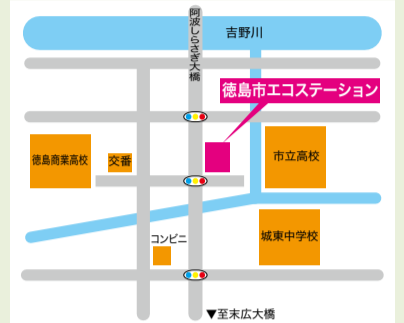 吉野川
阿波しらさぎ大橋
徳島市エコステーション
徳島商業高校
交番
市立高校
コンビニ
城東中学校
▼至末広大橋